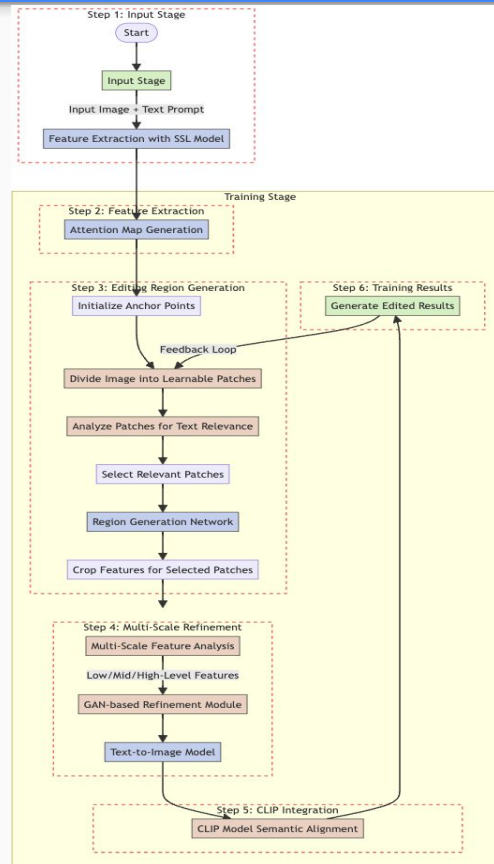 Step 1: Input Stage
Start
Input Stage
Input Image + Text Prompt
Feature Extraction with SSL Model
Training Stage
Step 2: Feature Extraction
Attention Map Generation
Step 3: Editing Region Generation
Initialize Anchor Points
Step 6: Training Results
Generate Edited Results
Feedback Loop
Divide Image into Learnable Patches
Analyze Patches for Text Relevance
Select Relevant Patches
Region Generation Network
Crop Features for Selected Patches
Step 4: Multi-Scale Refinement
Multi-Scale Feature Analysis
Low/Mid/High-Level Features
GAN-based Refinement Module
Text-to-Image Model
Step 5: CLIP Integration
CLIP Model Semantic Alignment